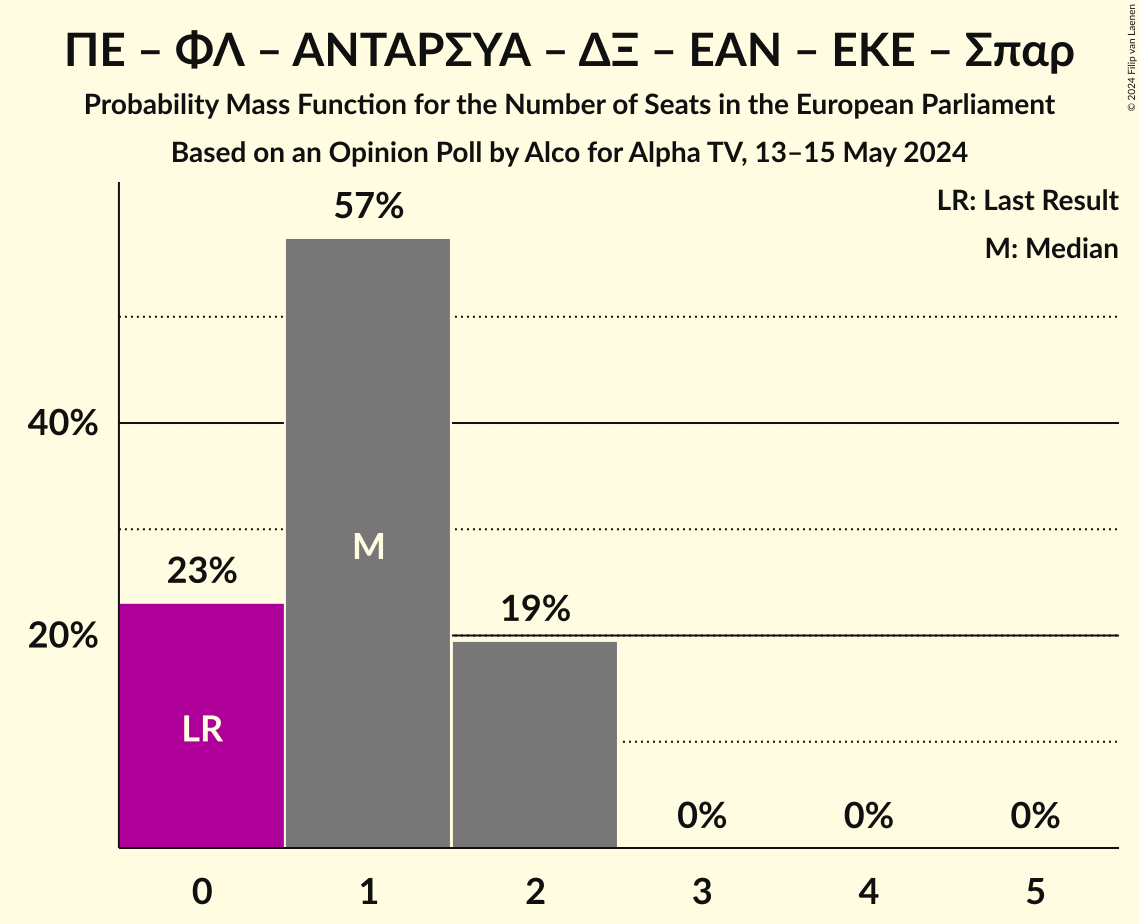 ΠΕ – ΦΛ – ΑΝΤΑΡΣΥΑ – ΔΞ – ΕΑΝ – ΕΚΕ – Σπαρ
Probability Mass Function for the Number of Seats in the European Parliament
Based on an Opinion Poll by Alco for Alpha TV, 13–15 May 2024
© 2024 Filip van Laenen
LR: Last Result
M: Median
57%
40%
M
23%
19%
20%
LR
0% 0% 0%
0 1 2 3 4 5